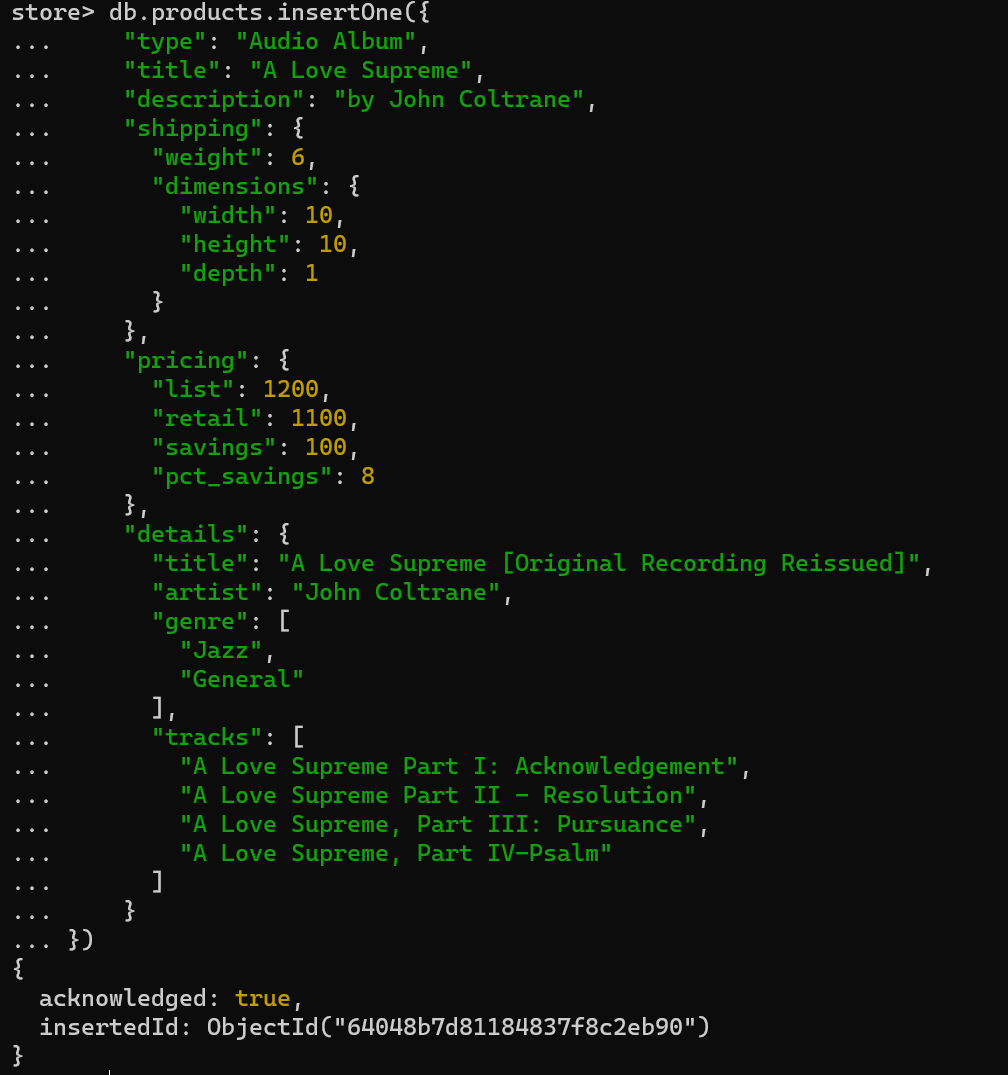 store> db.products.insertOne({
...     "type": "Audio Album",
...     "title": "A Love Supreme",
...     "description": "by John Coltrane",
...     "shipping": {
...       "weight": 6,
...       "dimensions": {
...         "width": 10,
...         "height": 10,
...         "depth": 1
...       }
...     },
...     "pricing": {
...       "list": 1200,
...       "retail": 1100,
...       "savings": 100,
...       "pct_savings": 8
...     },
...     "details": {
...       "title": "A Love Supreme [Original Recording Reissued]",
...       "artist": "John Coltrane",
...       "genre": [
...         "Jazz",
...         "General"
...       ],
...       "tracks": [
...         "A Love Supreme Part I: Acknowledgement",
...         "A Love Supreme Part II - Resolution",
...         "A Love Supreme, Part III: Pursuance",
...         "A Love Supreme, Part IV-Psalm"
...       ]
...     }
... })
{
  acknowledged: true,
  insertedId: ObjectId("64048b7d81184837f8c2eb90")
}